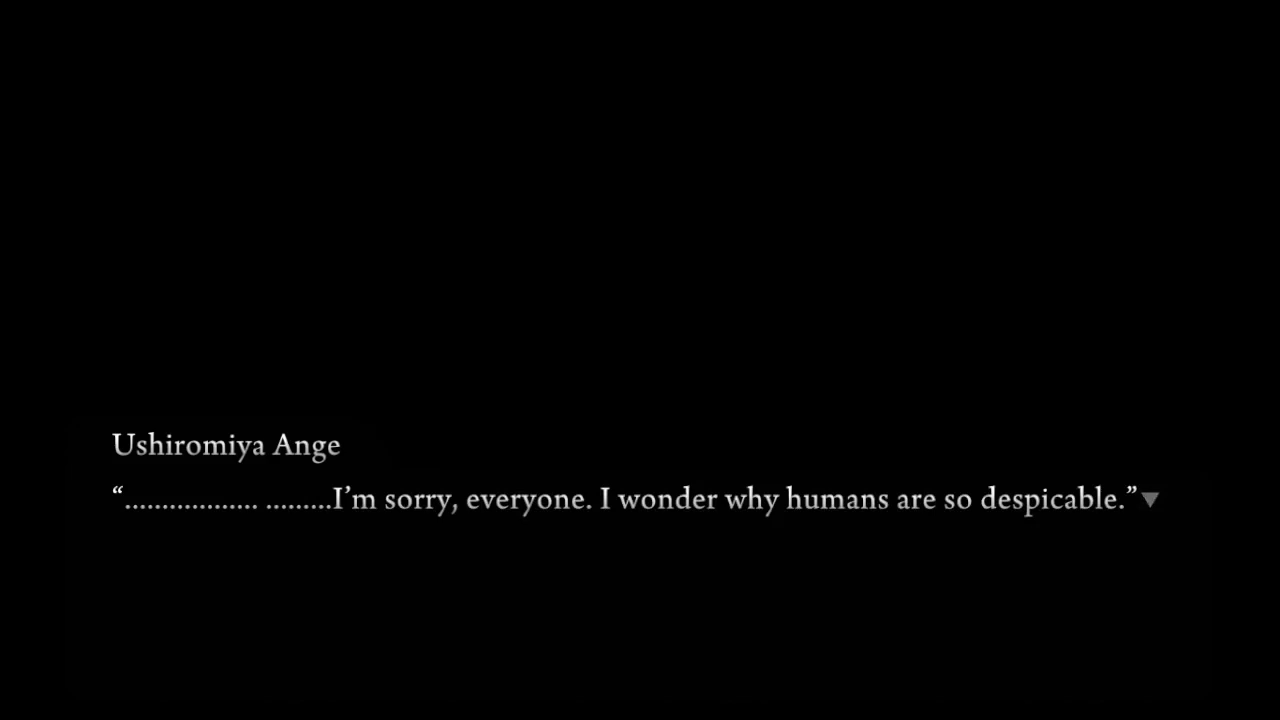 Ushiromiya Ange
“.................. .........I’m sorry, everyone. I wonder why humans are so despicable.”▼